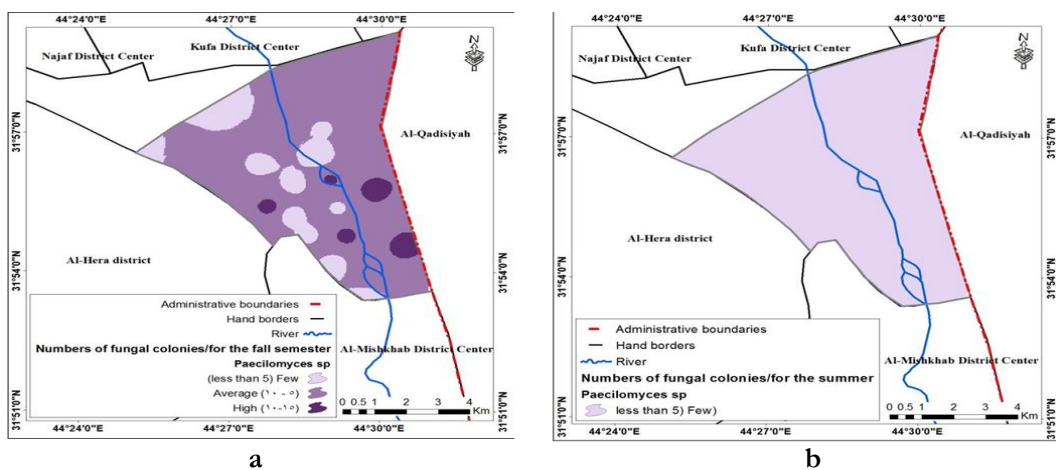 44°24'0"E 44°27'0"E 44°30'0"E
Najaf District Center
Kufa District Center
N
Al-Qadisiyah
31°57'0"N
31°57'0"N
Al-Hera district
31°54'0"N
31°54'0"N
Administrative boundaries
Hand borders
River
Numbers of fungal colonies/for the fall semester
Paecilomyces sp
(less than 5) Few
Average (١٠-٥)
High (١٠-١٥)
Al-Mishkhab District Center
0 0.5 1 2 3 4
Km
31°51'0"N
31°51'0"N
44°24'0"E 44°27'0"E 44°30'0"E
a
44°24'0"E 44°27'0"E 44°30'0"E
Najaf District Center
Kufa District Center
N
Al-Qadisiyah
31°57'0"N
31°57'0"N
Al-Hera district
31°54'0"N
31°54'0"N
Administrative boundaries
Hand borders
River
Numbers of fungal colonies/for the summer
Paecilomyces sp
less than 5) Few)
Al-Mishkhab District Center
0 0.5 1 2 3 4
Km
31°51'0"N
31°51'0"N
44°24'0"E 44°27'0"E 44°30'0"E
b